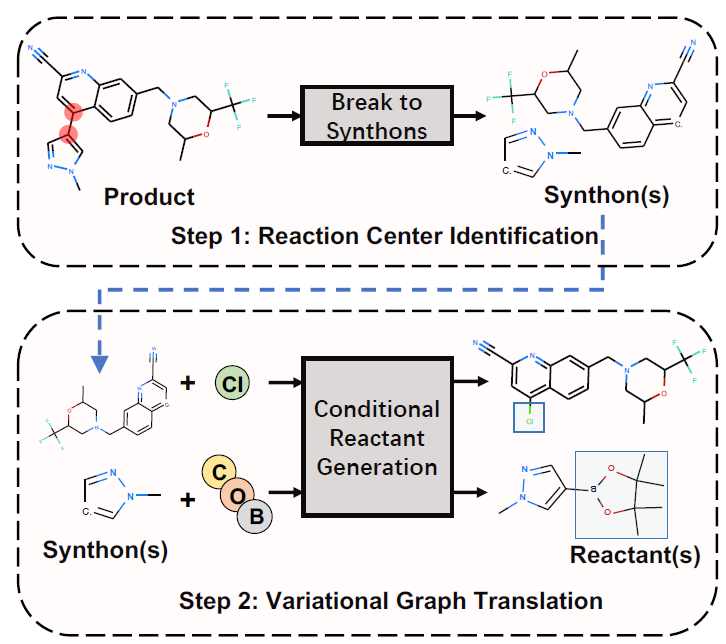 N
N
N
O
F
F
F
N
N
Product
Break to
Synthons
F
F
F
O
N
N
N
C.
N
N
C.
Synthon(s)
Step 1: Reaction Center Identification
N
N
O
N
F
F
F
C.
+ Cl
N
N
C.
+ C O B
Synthon(s)
Conditional
Reactant
Generation
N
N
N
O
F
F
F
Cl
N
N
B
O
O
Reactant(s)
Step 2: Variational Graph Translation